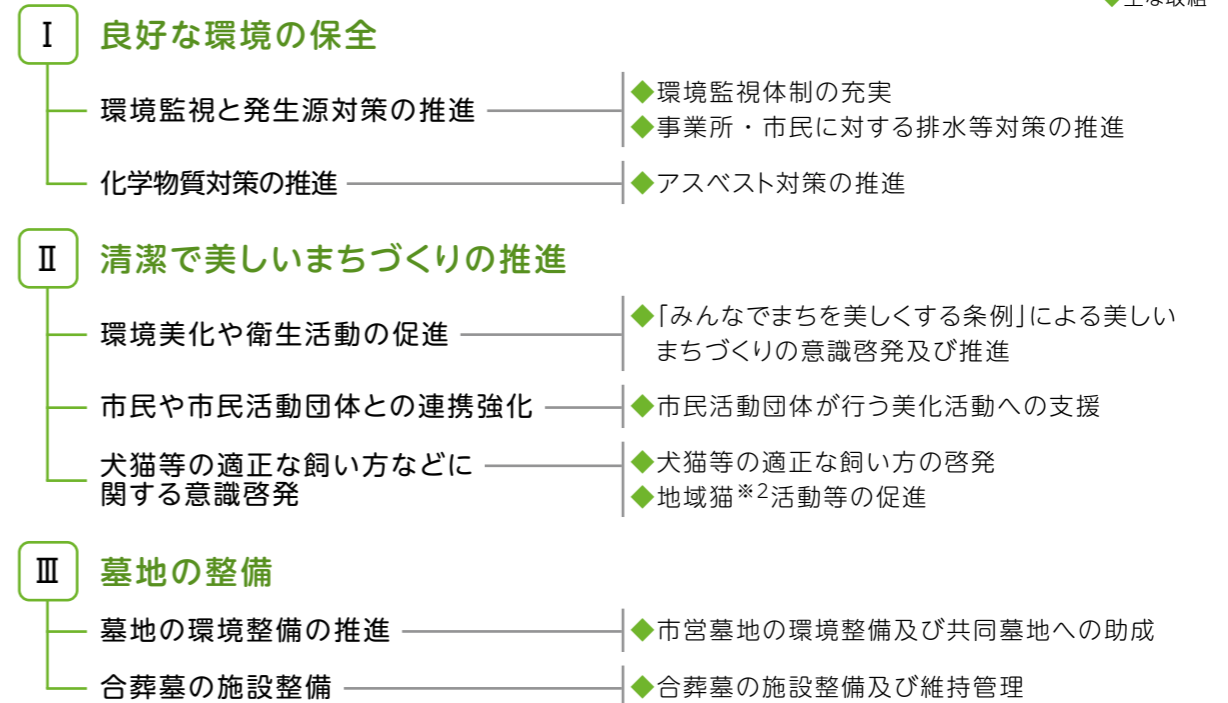 ◆主な取組
Ⅰ 良好な環境の保全
環境監視と発生源対策の推進
◆環境監視体制の充実
◆事業所・市民に対する排水等対策の推進
化学物質対策の推進
◆アスベスト対策の推進
Ⅱ 清潔で美しいまちづくりの推進
環境美化や衛生活動の促進
◆「みんなでまちを美しくする条例」による美しい
まちづくりの意識啓発及び推進
市民や市民活動団体との連携強化
◆市民活動団体が行う美化活動への支援
犬猫等の適正な飼い方などに
関する意識啓発
◆犬猫等の適正な飼い方の啓発
◆地域猫※2活動等の促進
Ⅲ 墓地の整備
墓地の環境整備の推進
◆市営墓地の環境整備及び共同墓地への助成
合葬墓の施設整備
◆合葬墓の施設整備及び維持管理